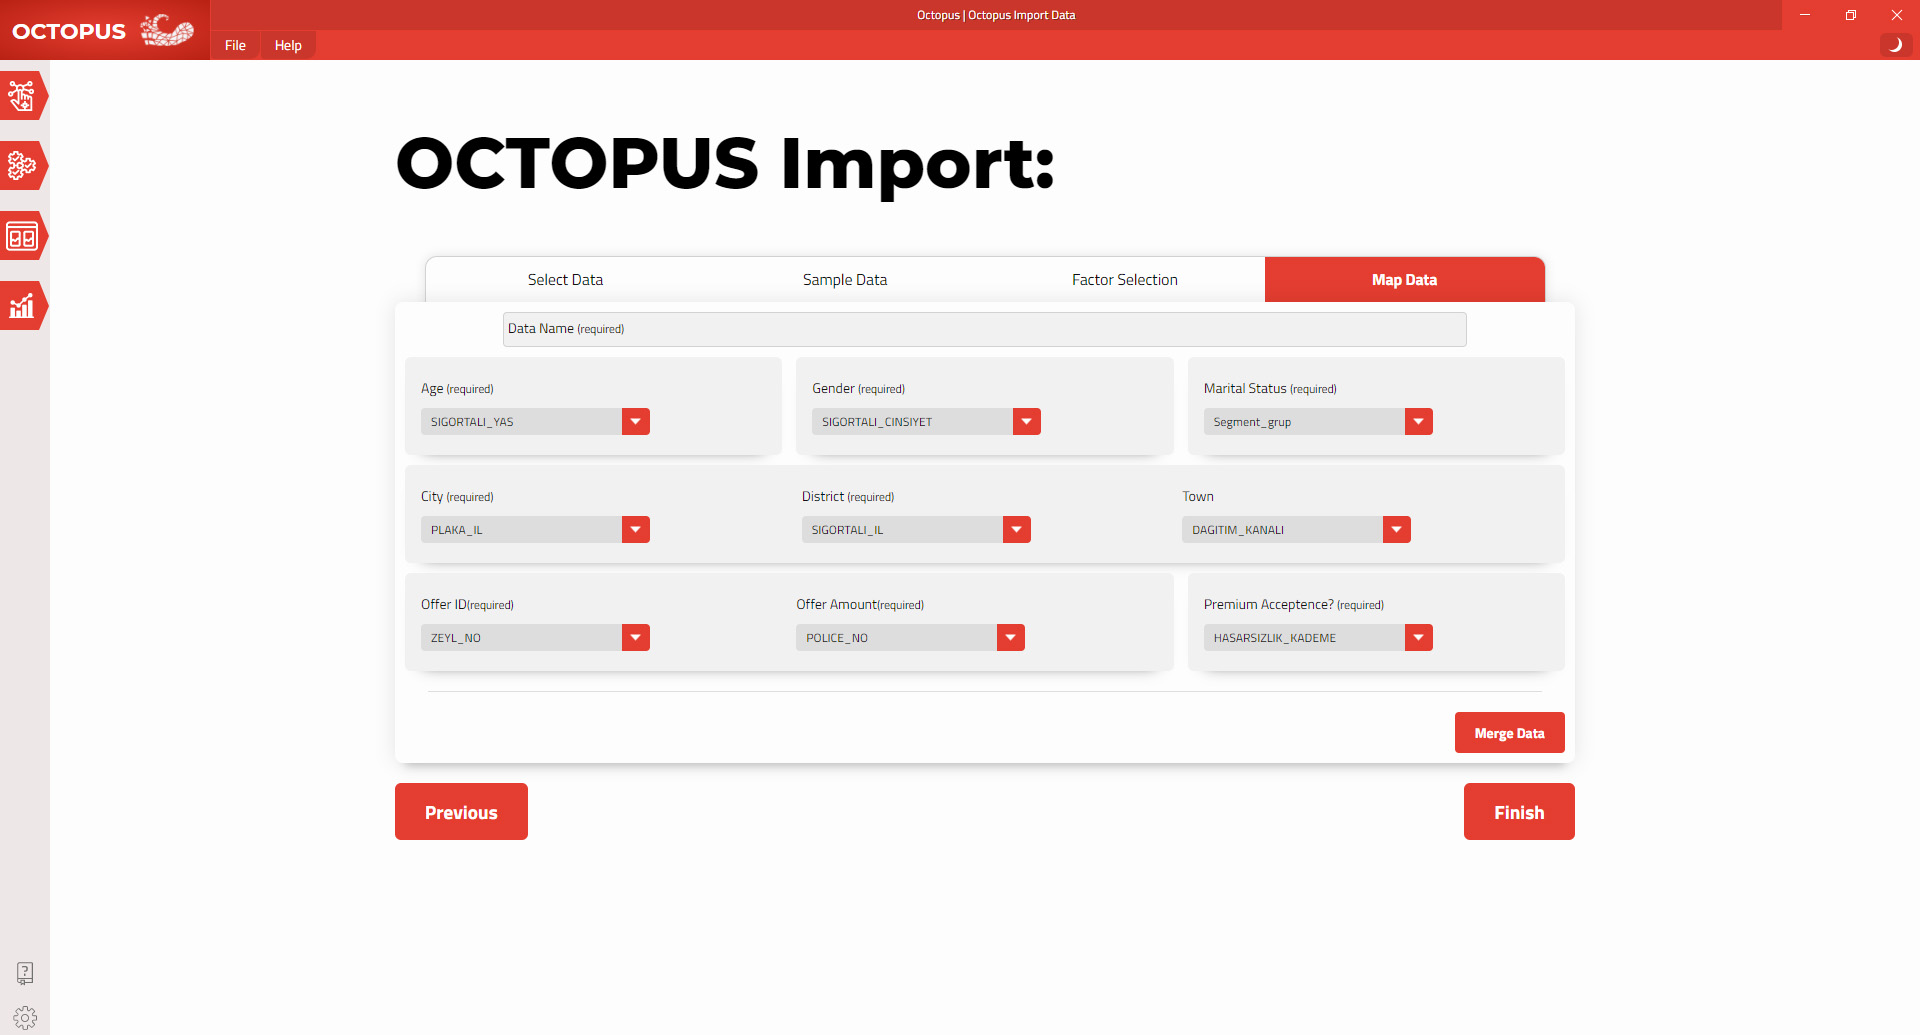 OCTOPUS
Octopus | Octopus Import Data
File Help
OCTOPUS Import:
Select Data Sample Data Factor Selection Map Data
Data Name (required)
Age (required) Gender (required) Marital Status (required)
SIGORTALI_YAS SIGORTALI_CINSIYET Segment_grup
City (required) District (required) Town
PLAKA_IL SIGORTALI_IL DAGITIM_KANALI
Offer ID(required) Offer Amount(required) Premium Acceptence? (required)
ZEYL_NO POLICE_NO HASARSIZLIK_KADEME
Merge Data
Previous Finish